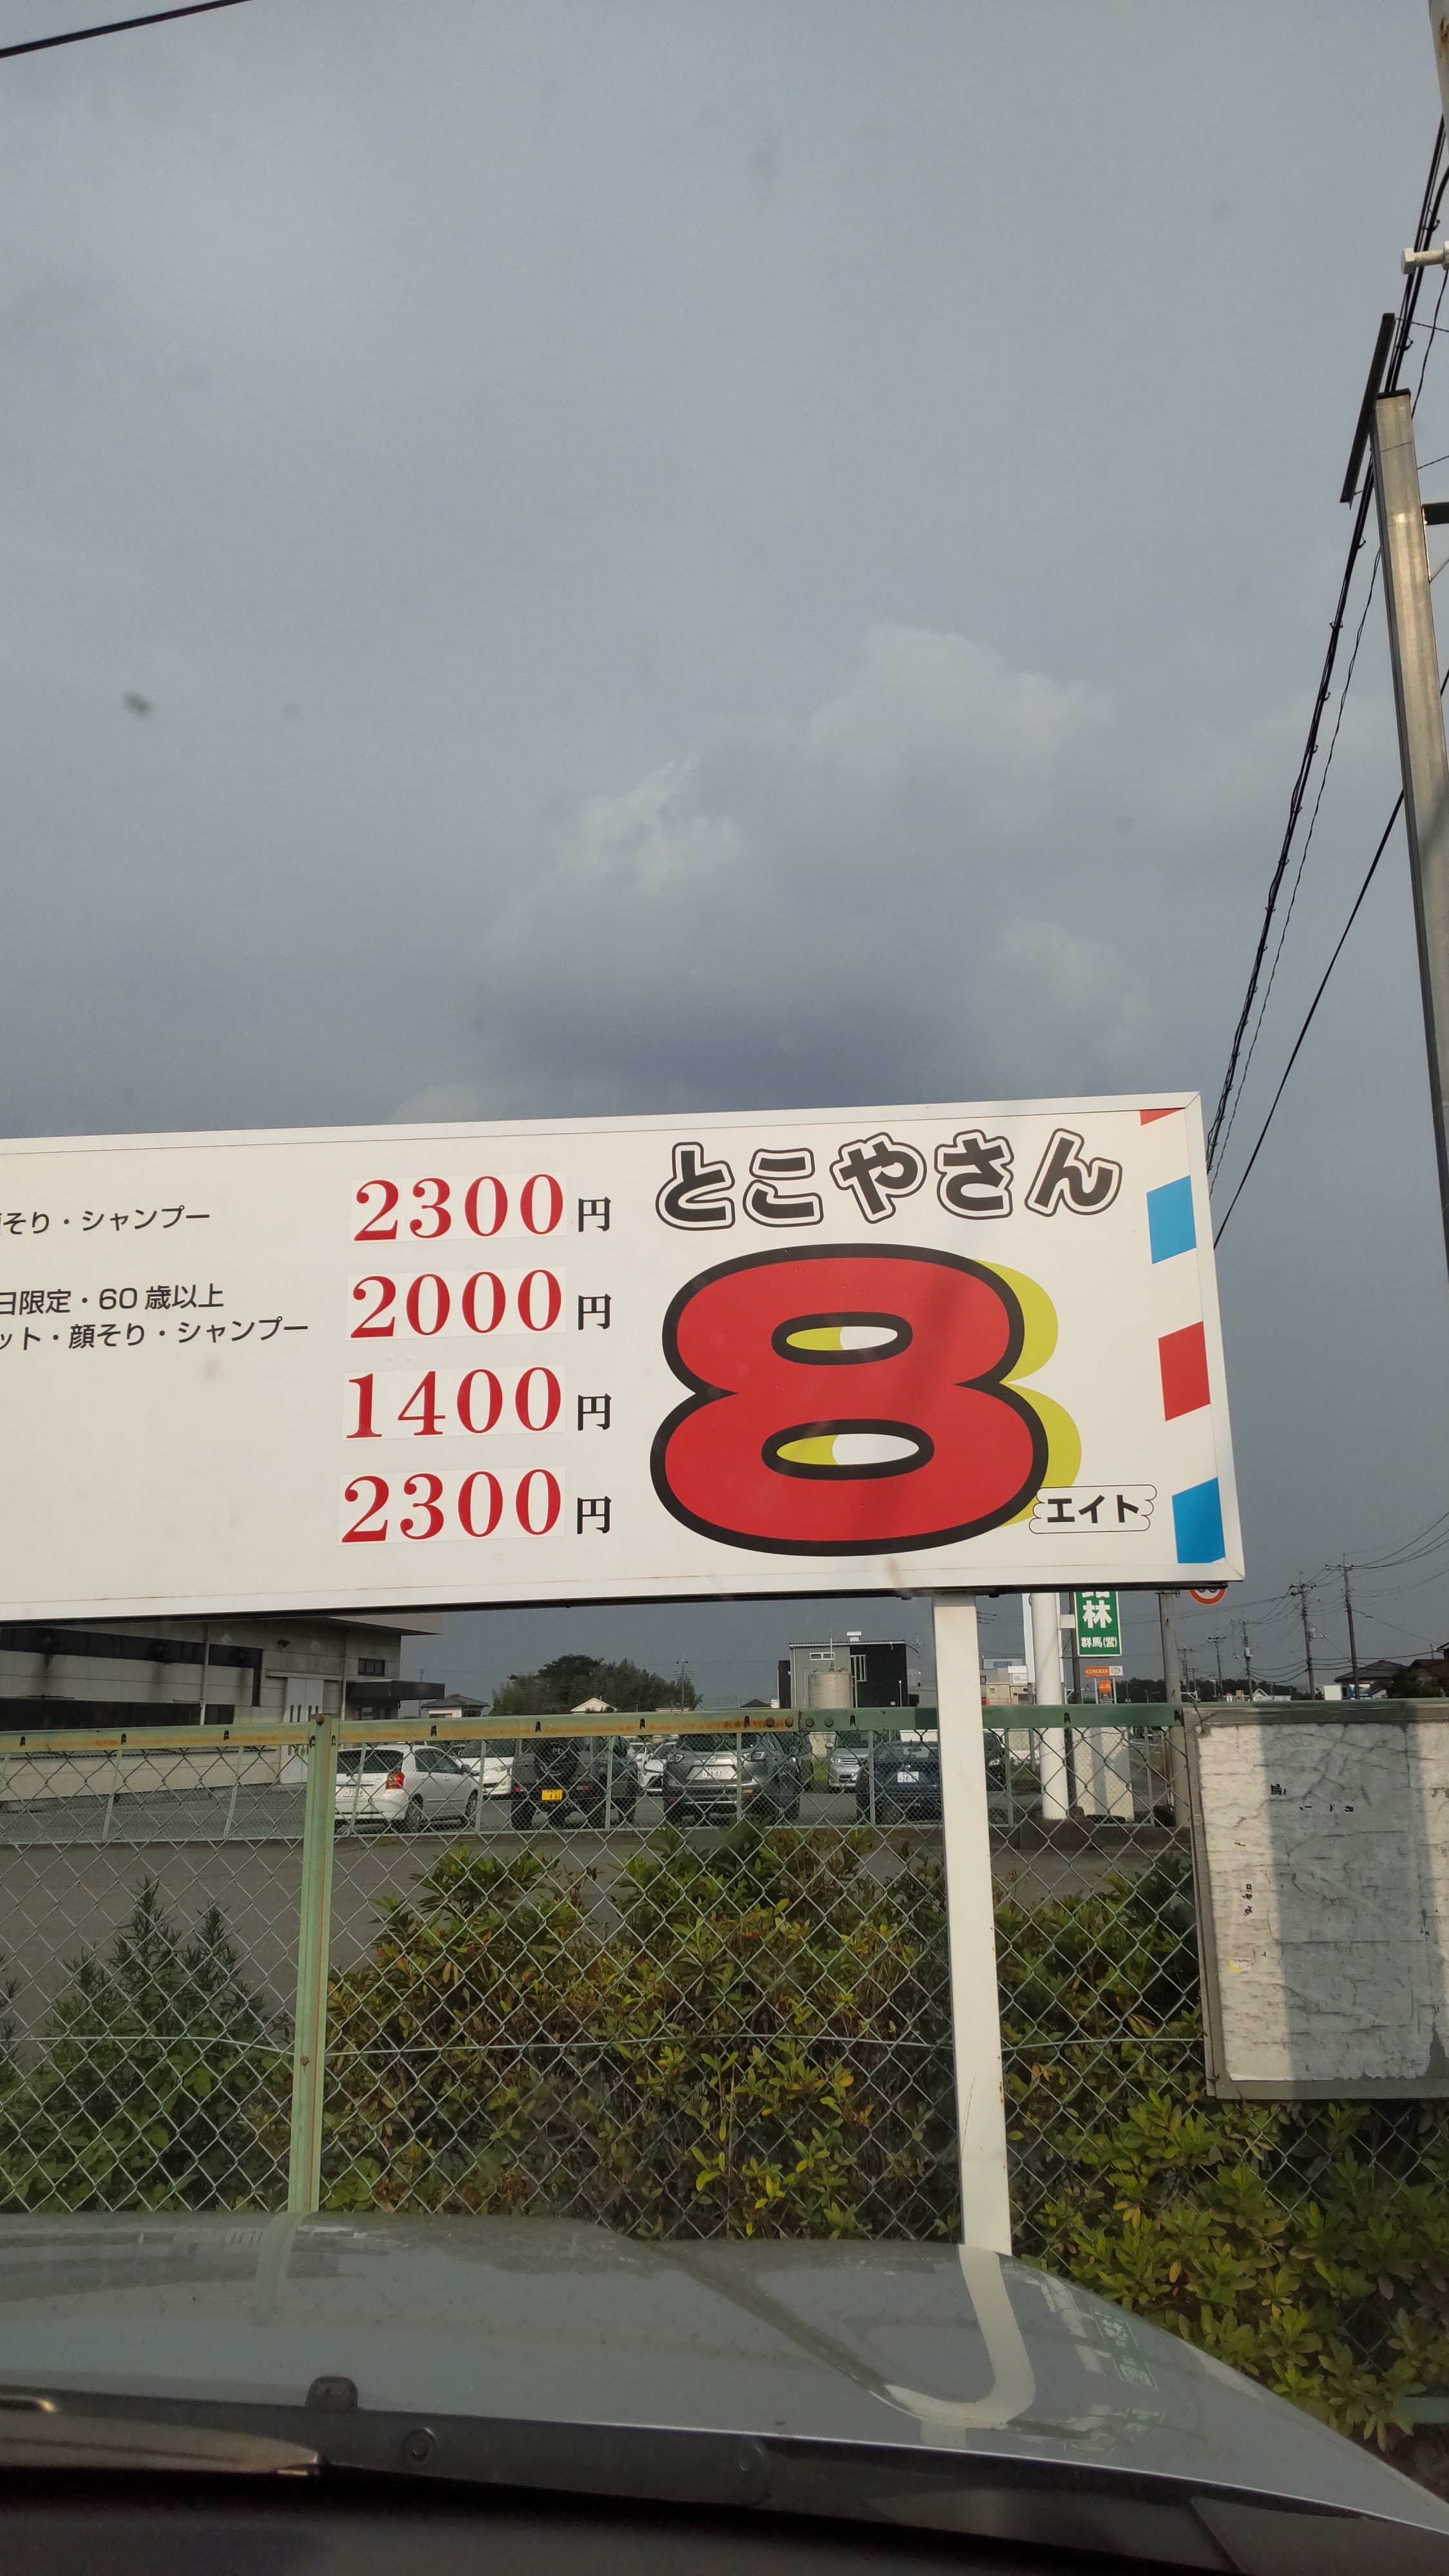 とこやさん
8
エイト
そり・シャンプー 2300円
日限定・60歳以上
ット・顔そり・シャンプー 2000円
1400円
2300円
林
群馬(営)